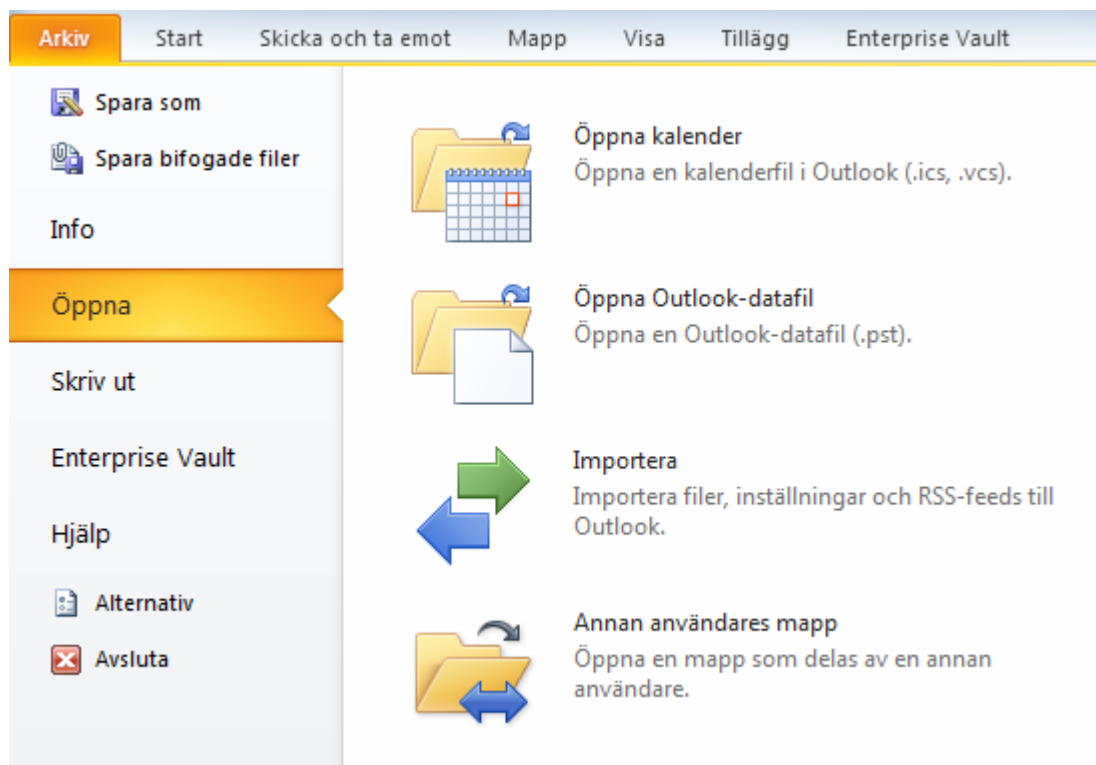 Arkiv Start Skicka och ta emot Mapp Visa Tillägg Enterprise Vault
Spara som
Spara bifogade filer
Info
Öppna
Skriv ut
Enterprise Vault
Hjälp
Alternativ
Avsluta
Öppna kalender
Öppna en kalenderfil i Outlook (.ics, .vcs).
Öppna Outlook-datafil
Öppna en Outlook-datafil (.pst).
Importera
Importera filer, inställningar och RSS-feeds till
Outlook.
Annan användares mapp
Öppna en mapp som delas av en annan
användare.